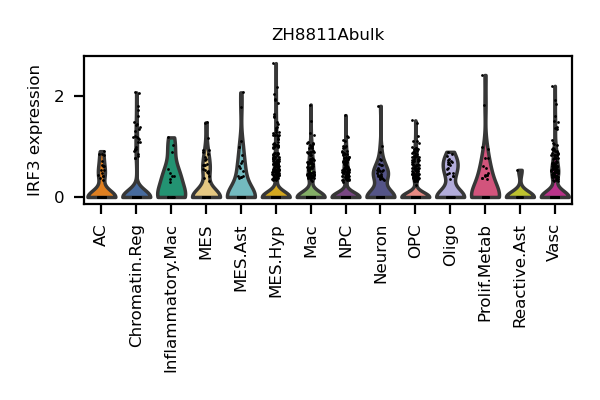 ZH8811Abulk
IRF3 expression
2
0
AC
Chromatin.Reg
Inflammatory.Mac
MES
MES.Ast
MES.Hyp
Mac
NPC
Neuron
OPC
Oligo
Prolif.Metab
Reactive.Ast
Vasc